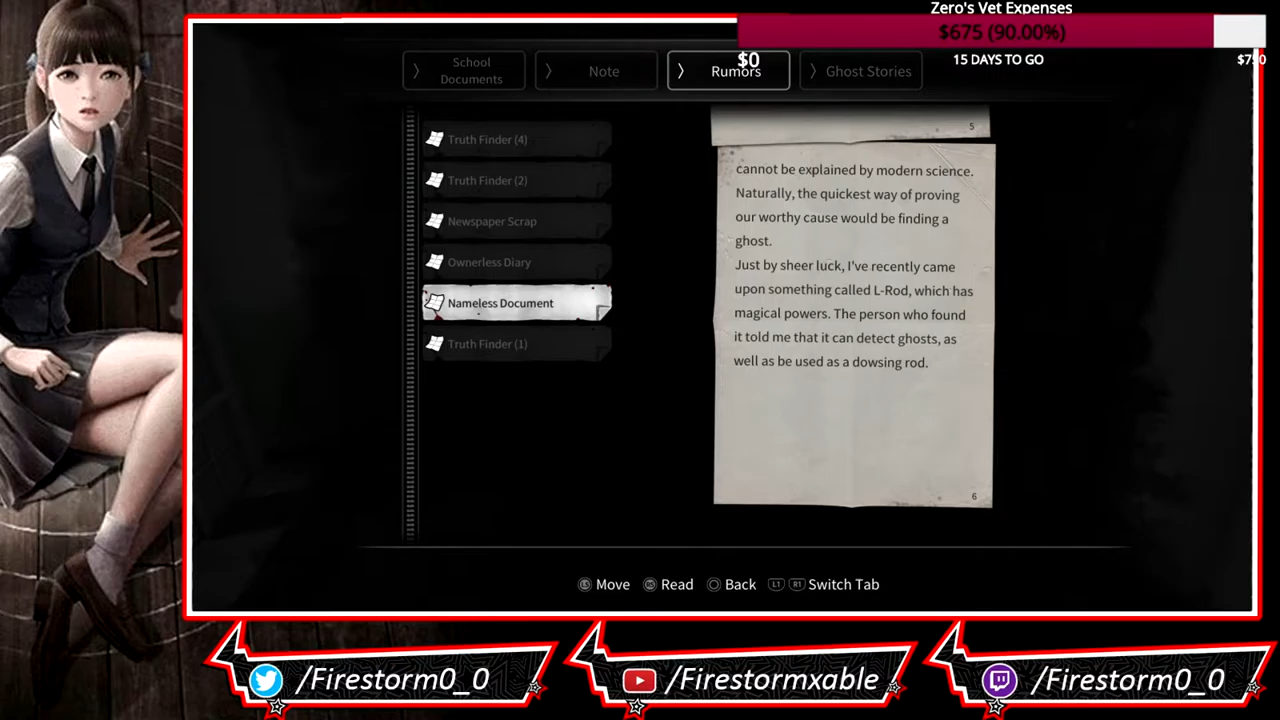 Zero's Vet Expenses
$675 (90.00%)
$0
15 DAYS TO GO
$750
School
Documents
Note
Rumors
Ghost Stories
Truth Finder (4)
Truth Finder (2)
Newspaper Scrap
Ownerless Diary
Nameless Document
Truth Finder (1)
5
cannot be explained by modern science.
Naturally, the quickest way of proving
our worthy cause would be finding a
ghost.
Just by sheer luck, I've recently came
upon something called L-Rod, which has
magical powers. The person who found
it told me that it can detect ghosts, as
well as be used as a dowsing rod.
6
Move
Read
Back
L1
R1
Switch Tab
/Firestorm0_0
/Firestormxable
/Firestorm0_0